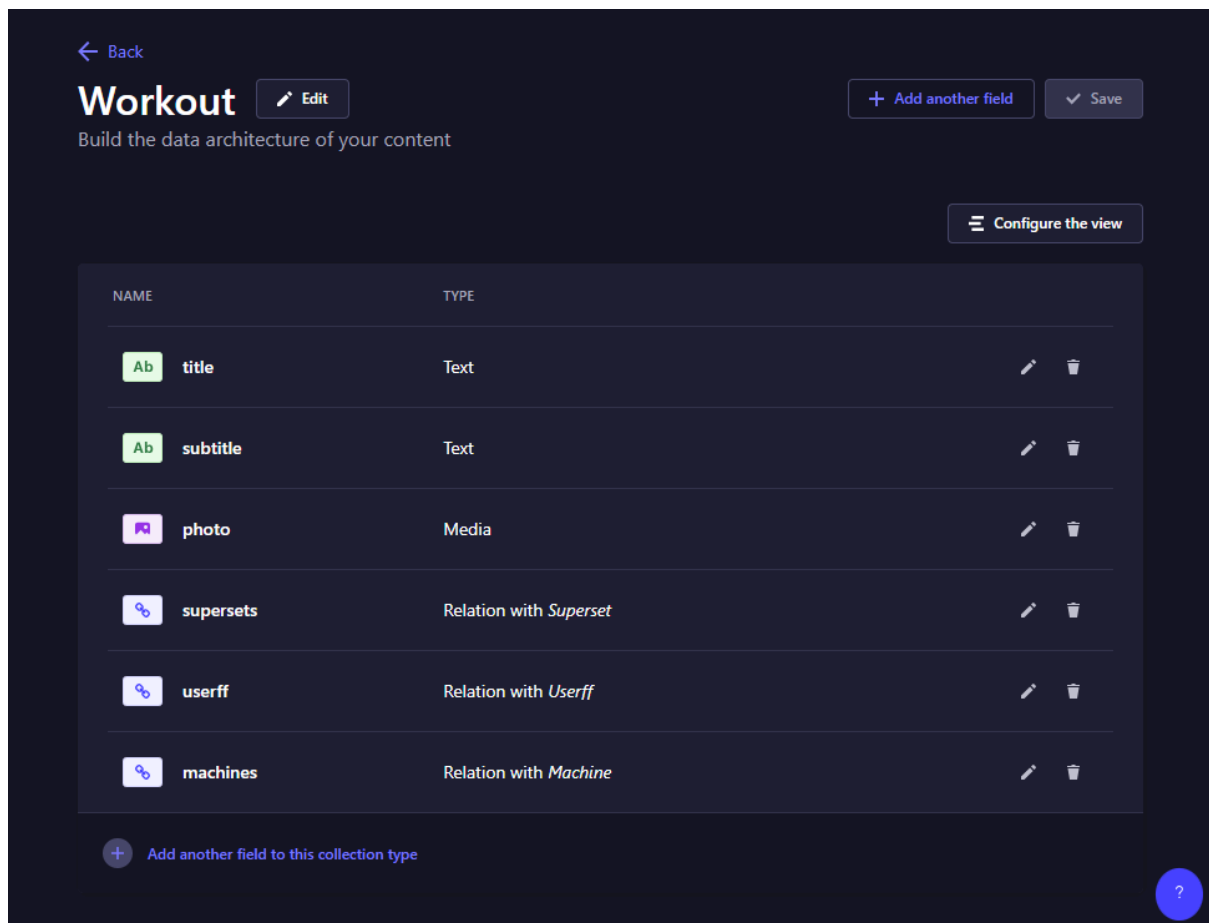 Back
Workout Edit + Add another field Save
Build the data architecture of your content
Configure the view
NAME TYPE
Ab title Text
Ab subtitle Text
photo Media
supersets Relation with Superset
userff Relation with Userff
machines Relation with Machine
+ Add another field to this collection type
?